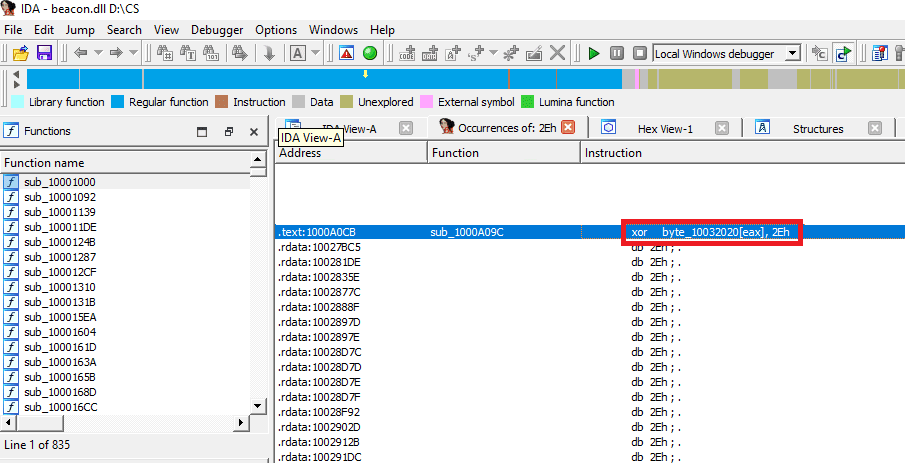 IDA - beacon.dll D:\CS
File Edit Jump Search View Debugger Options Windows Help
Local Windows debugger
Library function Regular function Instruction Data Unexplored External symbol Lumina function
Functions IDA View-A Occurrences of: 2Eh Hex View-1 Structures
IDA View-A
Function name Address Function Instruction
sub_10001000
sub_10001092
sub_10001139
sub_100011DE
sub_1000124B
sub_10001287
sub_100012CF
sub_10001310
sub_1000131B
sub_100015EA
sub_10001604
sub_1000161D
sub_1000163A
sub_1000165B
sub_1000168D
sub_100016CC
Line 1 of 835
.text:1000A0CB sub_1000A09C xor byte_10032020[eax], 2Eh
.rdata:10027BC5 db 2Eh ; .
.rdata:100281DE db 2Eh ; .
.rdata:1002835E db 2Eh ; .
.rdata:1002877C db 2Eh ; .
.rdata:1002888F db 2Eh ; .
.rdata:1002897D db 2Eh ; .
.rdata:1002897E db 2Eh ; .
.rdata:10028D7C db 2Eh ; .
.rdata:10028D7D db 2Eh ; .
.rdata:10028D7E db 2Eh ; .
.rdata:10028D7F db 2Eh ; .
.rdata:10028F92 db 2Eh ; .
.rdata:1002902D db 2Eh ; .
.rdata:1002912B db 2Eh ; .
.rdata:100291DC db 2Eh ; .